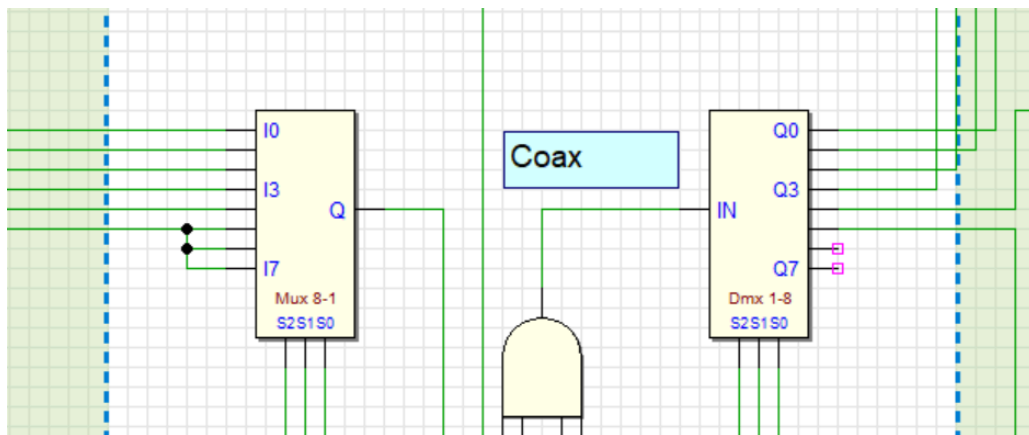 I0
I3
Q
I7
Mux 8-1
S2S1S0
Coax
Q0
Q3
IN
Q7
Dmx 1-8
S2S1S0